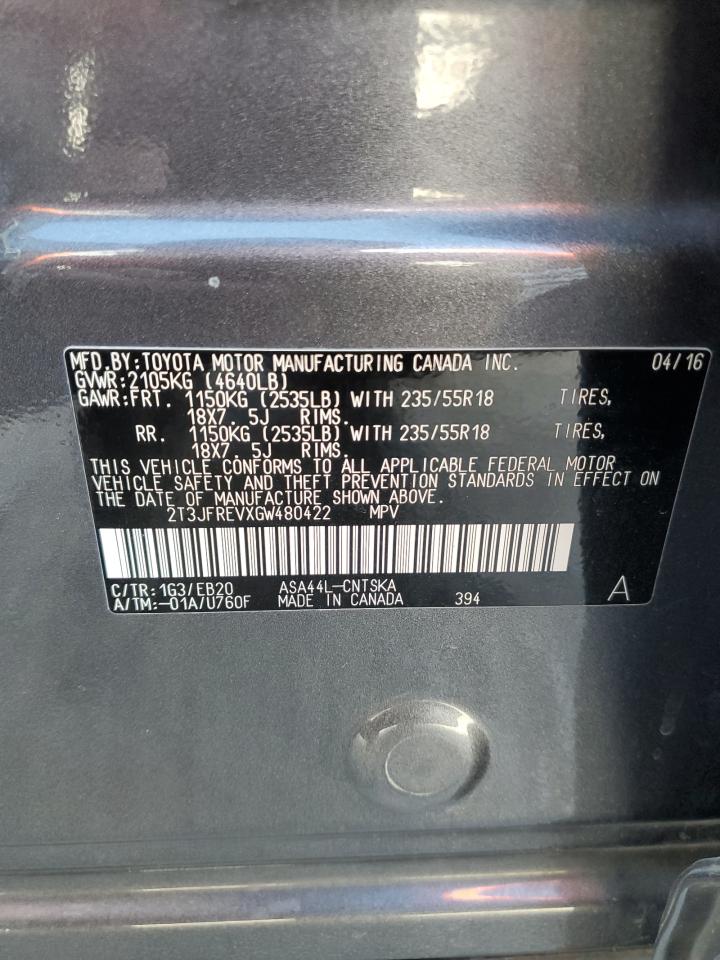 MFD.BY:TOYOTA MOTOR MANUFACTURING CANADA INC. 04/16
GVWR:2105KG (4640LB)
GAWR:FRT. 1150KG (2535LB) WITH 235/55R18 TIRES,
18X7. 5J RIMS.
RR. 1150KG (2535LB) WITH 235/55R18 TIRES,
18X7. 5J RIMS.
THIS VEHICLE CONFORMS TO ALL APPLICABLE FEDERAL MOTOR
VEHICLE SAFETY AND THEFT PREVENTION STANDARDS IN EFFECT ON
THE DATE OF MANUFACTURE SHOWN ABOVE.
2T3JFREVXGW480422 MPV
C/TR:1G3/EB20 ASA44L-CNTSKA
A/TM:-01A/U760F MADE IN CANADA 394 A